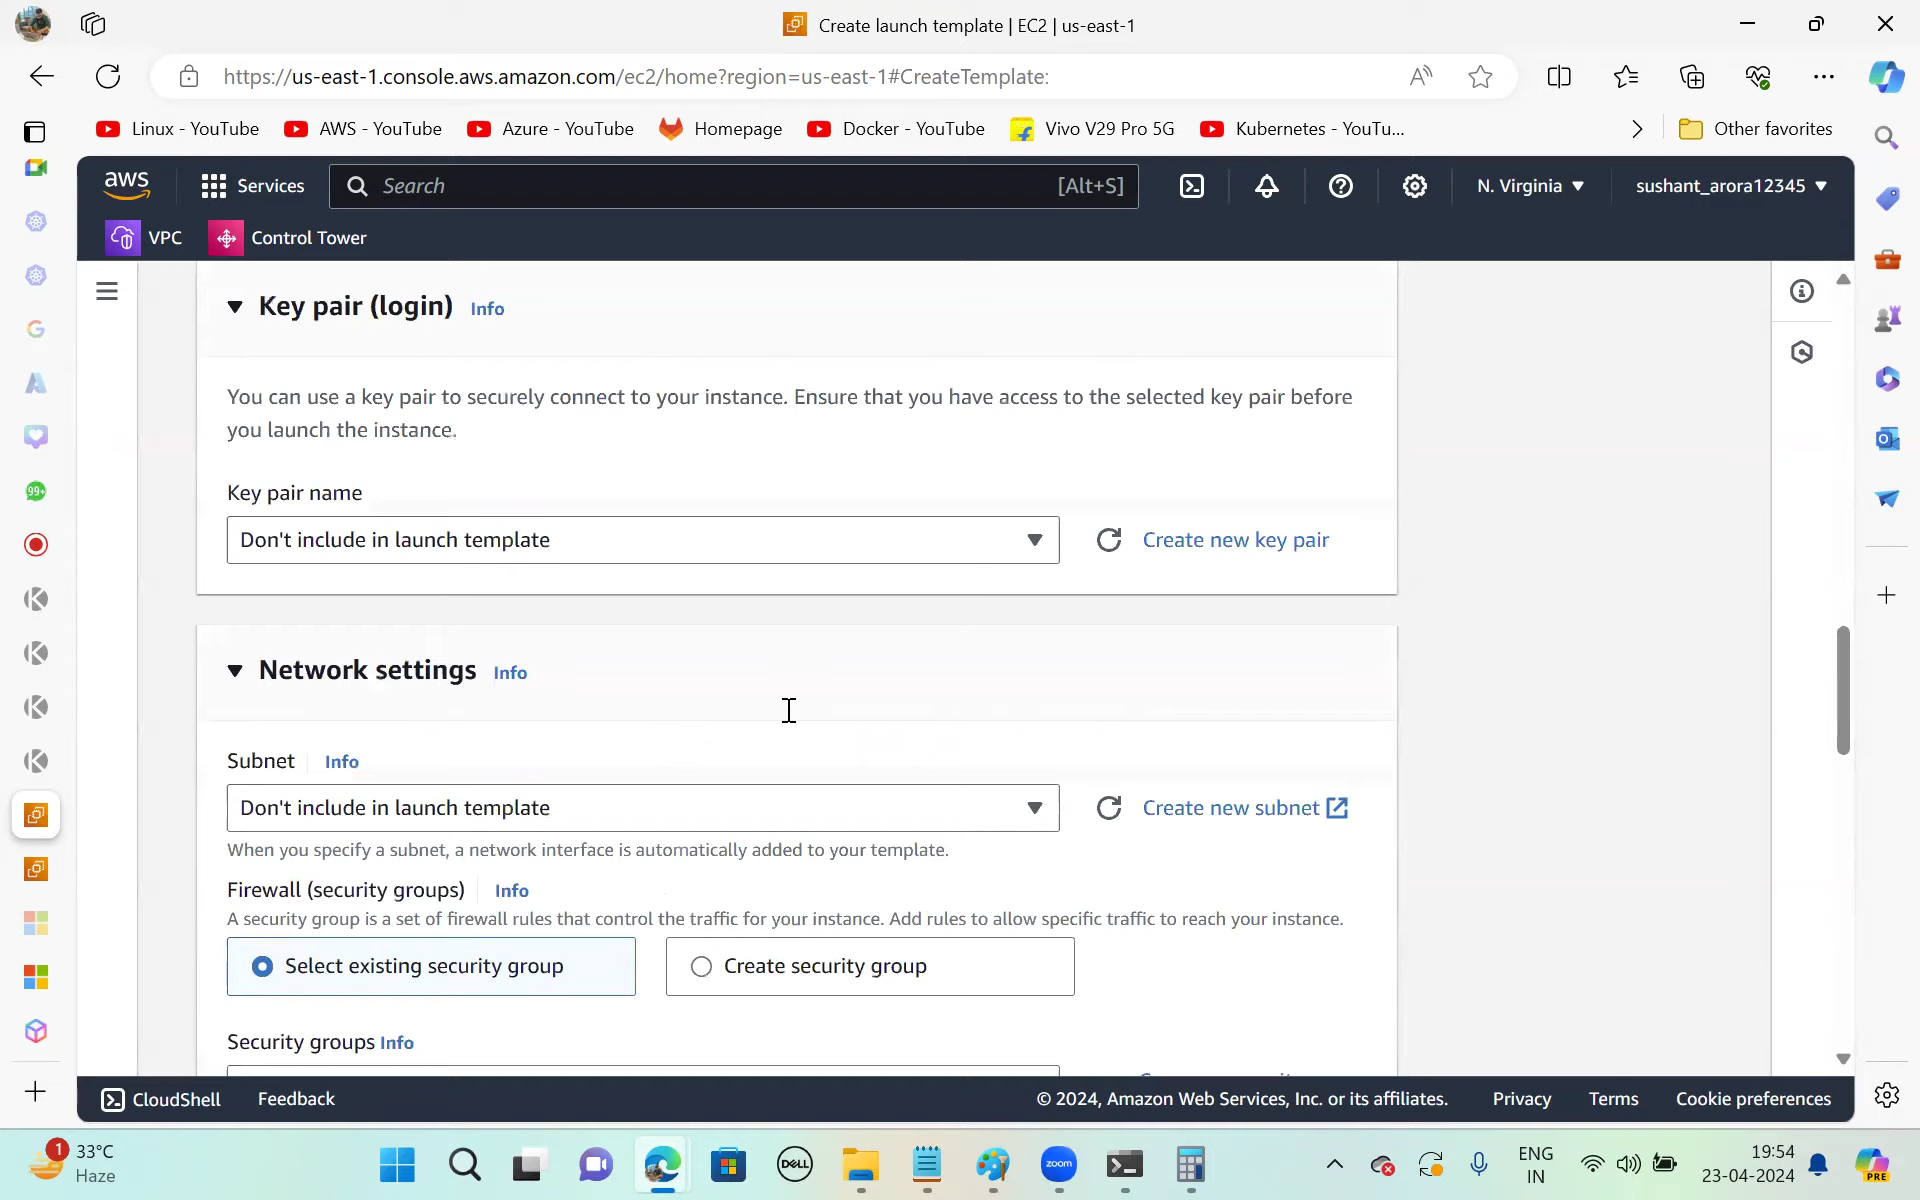 Create launch template | EC2 | us-east-1
https://us-east-1.console.aws.amazon.com/ec2/home?region=us-east-1#CreateTemplate:
Linux - YouTube
AWS - YouTube
Azure - YouTube
Homepage
Docker - YouTube
Vivo V29 Pro 5G
Kubernetes - YouTu...
Other favorites
aws
Services
Search
[Alt+S]
N. Virginia
sushant_arora12345
VPC
Control Tower
Key pair (login) Info
You can use a key pair to securely connect to your instance. Ensure that you have access to the selected key pair before
you launch the instance.
Key pair name
Don't include in launch template
Create new key pair
Network settings Info
Subnet Info
Don't include in launch template
Create new subnet
When you specify a subnet, a network interface is automatically added to your template.
Firewall (security groups) Info
A security group is a set of firewall rules that control the traffic for your instance. Add rules to allow specific traffic to reach your instance.
Select existing security group
Create security group
Security groups Info
99+
CloudShell
Feedback
© 2024, Amazon Web Services, Inc. or its affiliates.
Privacy
Terms
Cookie preferences
1
33°C
Haze
DELL
zoom
ENG
IN
19:54
23-04-2024
PRE